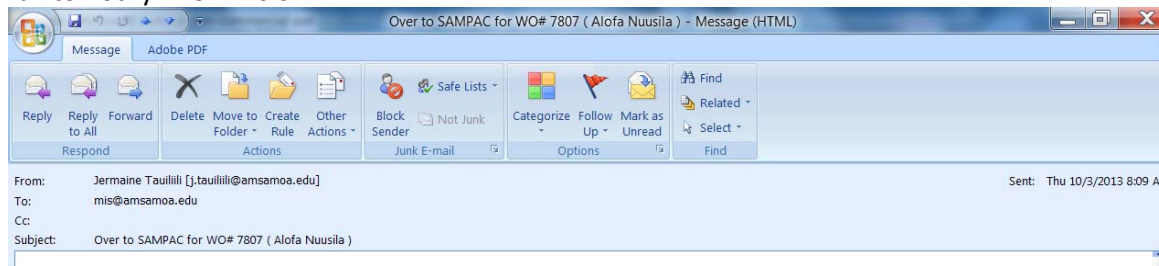 Over to SAMPAC for WO# 7807 ( Alofa Nuusila ) - Message (HTML)
Message Adobe PDF
Reply Reply to All Forward Delete Move to Folder Create Rule Other Actions Block Sender Safe Lists Not Junk Categorize Follow Up Mark as Unread Find Related Select
Respond Actions Junk E-mail Options Find
From: Jermaine Tauiliili [j.tauiliili@amsamoa.edu] Sent: Thu 10/3/2013 8:09 A
To: mis@amsamoa.edu
Cc:
Subject: Over to SAMPAC for WO# 7807 ( Alofa Nuusila )